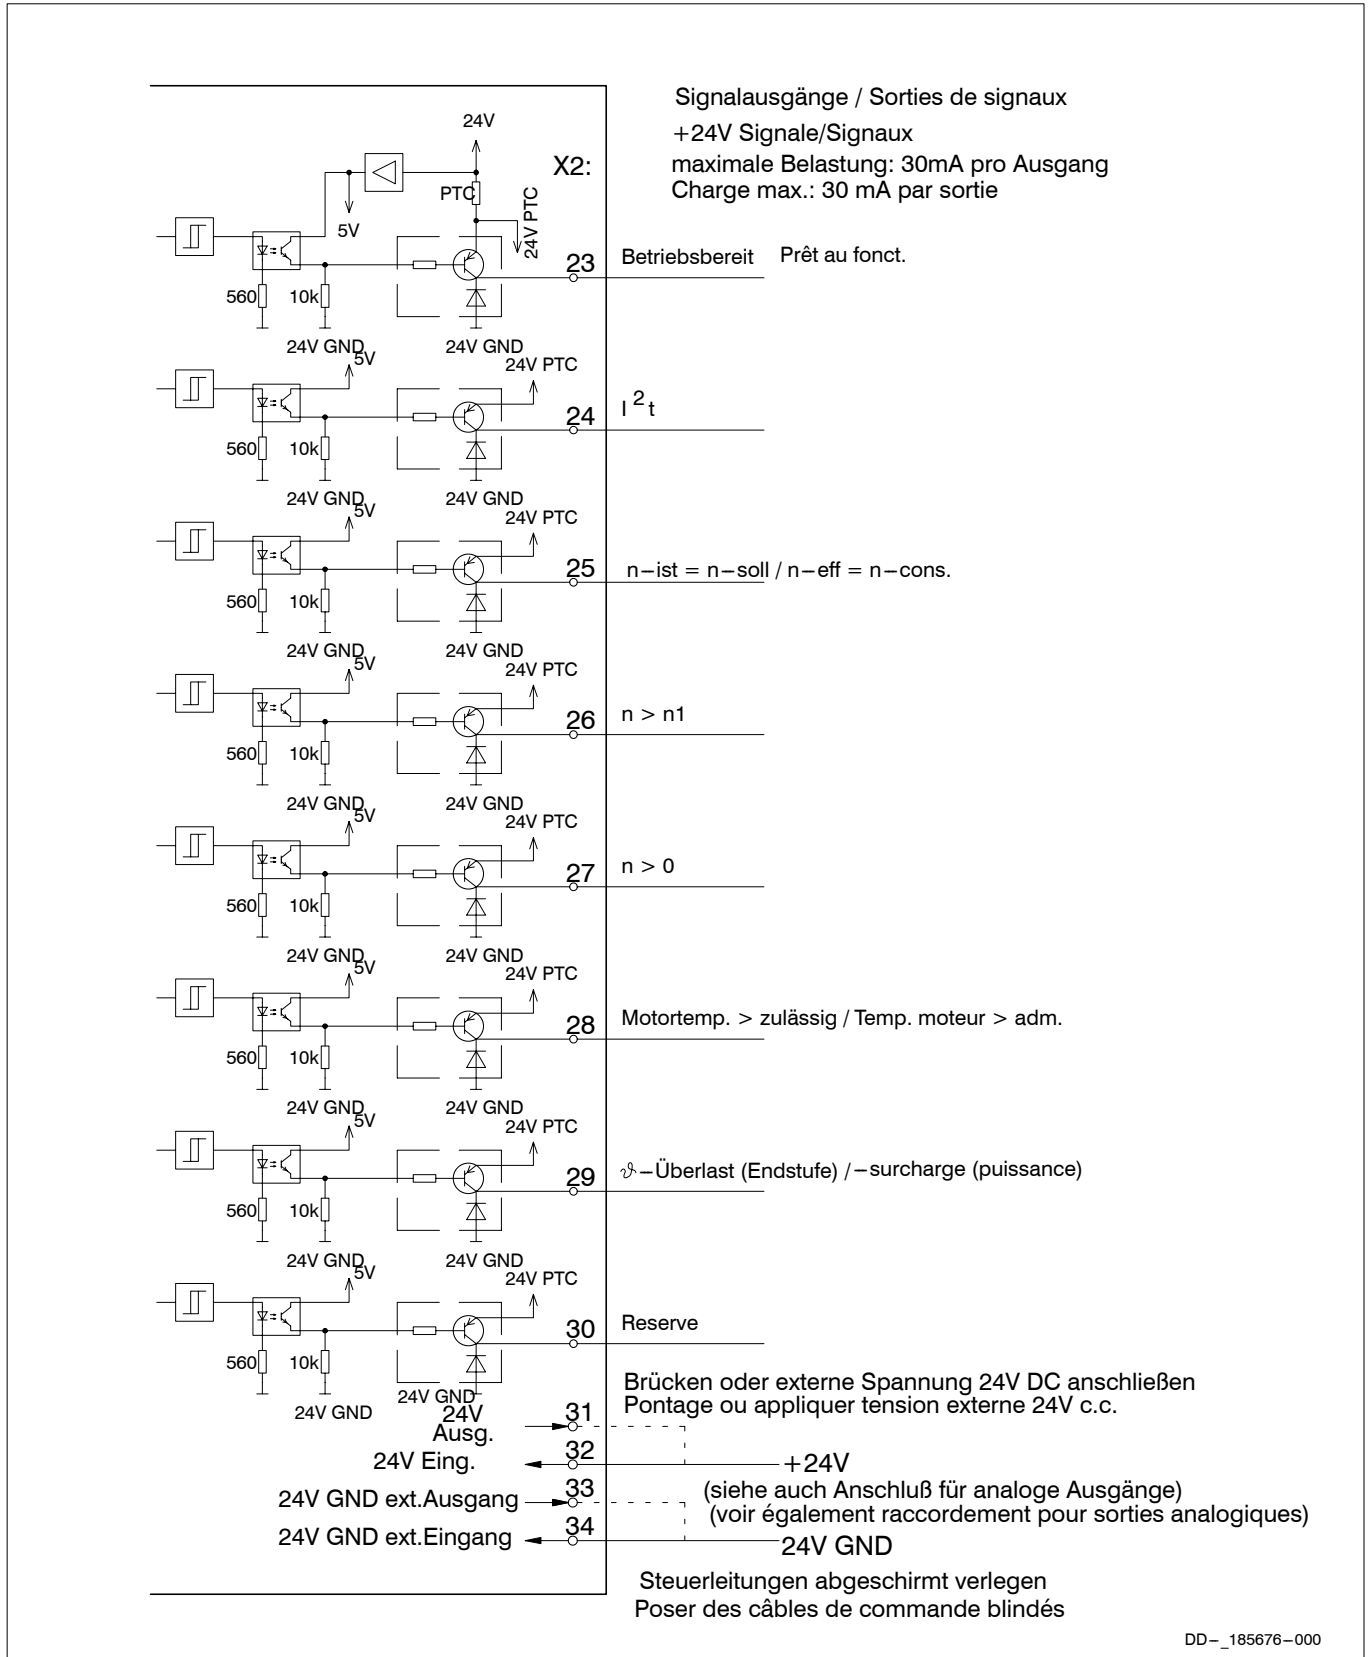 Signalausgänge / Sorties de signaux
+24V Signale/Signaux
maximale Belastung: 30mA pro Ausgang
Charge max.: 30 mA par sortie
24V
X2:
PTC
24V PTC
5V
23 Betriebsbereit Prêt au fonct.
560 10k
24V GND 24V GND
5V 24V PTC
24 I 2 t
560 10k
24V GND 24V GND
5V 24V PTC
25 n-ist = n-soll / n-eff = n-cons.
560 10k
24V GND 24V GND
5V 24V PTC
26 n > n1
560 10k
24V GND 24V GND
5V 24V PTC
27 n > 0
560 10k
24V GND 24V GND
5V 24V PTC
28 Motortemp. > zulässig / Temp. moteur > adm.
560 10k
24V GND 24V GND
5V 24V PTC
29 ϑ-Überlast (Endstufe) /-surcharge (puissance)
560 10k
24V GND 24V GND
5V 24V PTC
30 Reserve
560 10k
24V GND 24V GND
Brücken oder externe Spannung 24V DC anschließen
Pontage ou appliquer tension externe 24V c.c.
24V Ausg. 31
24V Eing. 32 +24V
24V GND ext.Ausgang 33 (siehe auch Anschluß für analoge Ausgänge)
(voir également raccordement pour sorties analogiques)
24V GND ext.Eingang 34 24V GND
Steuerleitungen abgeschirmt verlegen
Poser des câbles de commande blindés
DD-_185676-000